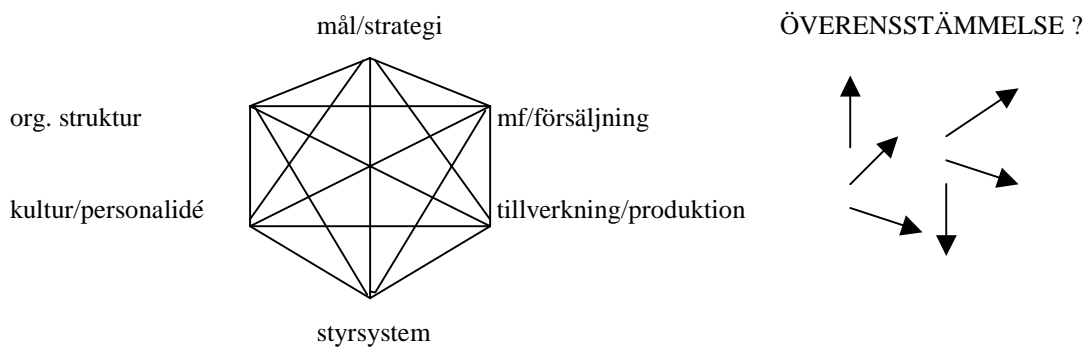 mål/strategi
ÖVERENSSTÄMMELSE ?
org. struktur
mf/försäljning
kultur/personalidé
tillverkning/produktion
styrsystem